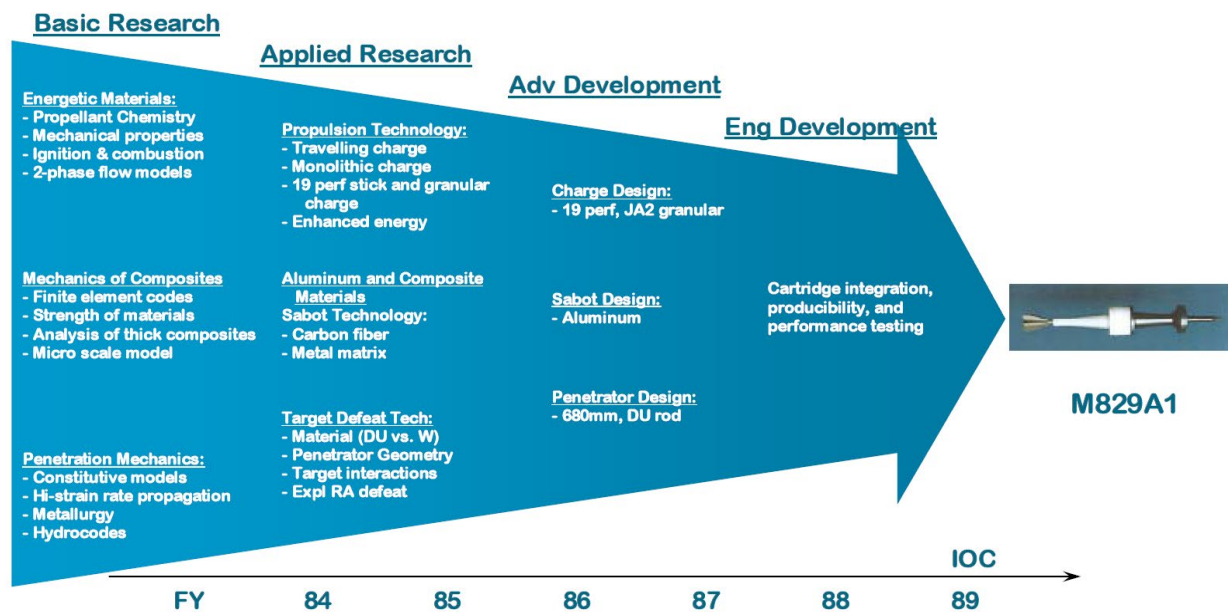 Basic Research
Energetic Materials:
- Propellant Chemistry
- Mechanical properties
- Ignition & combustion
- 2-phase flow models
Mechanics of Composites
- Finite element codes
- Strength of materials
- Analysis of thick composites
- Micro scale model
Penetration Mechanics:
- Constitutive models
- Hi-strain rate propagation
- Metallurgy
- Hydrocodes
Applied Research
Propulsion Technology:
- Travelling charge
- Monolithic charge
- 19 perf stick and granular
charge
- Enhanced energy
Aluminum and Composite
Materials
Sabot Technology:
- Carbon fiber
- Metal matrix
Target Defeat Tech:
- Material (DU vs. W)
- Penetrator Geometry
- Target interactions
- Expl RA defeat
Adv Development
Charge Design:
- 19 perf, JA2 granular
Sabot Design:
- Aluminum
Penetrator Design:
- 680mm, DU rod
Eng Development
Cartridge integration,
producibility, and
performance testing
M829A1
IOC
FY 84 85 86 87 88 89